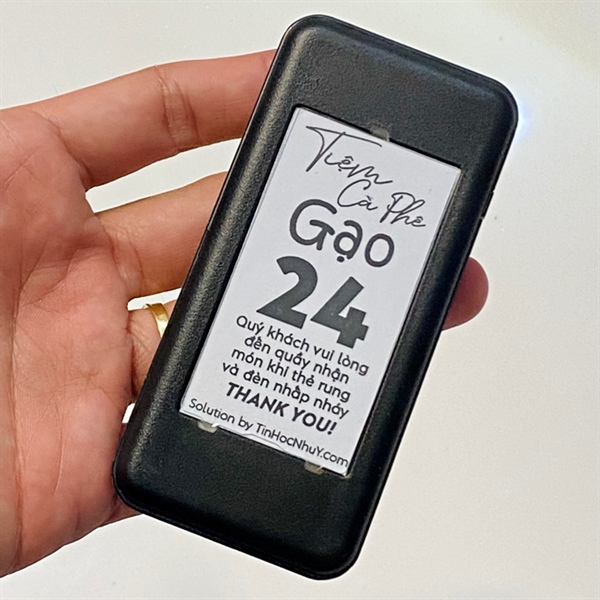 Tiệm
Cà Phê
Gạo
24
Quý khách vui lòng
đến quầy nhận
món khi thẻ rung
và đèn nhấp nháy
THANK YOU!
Solution by TinHocNhuY.com